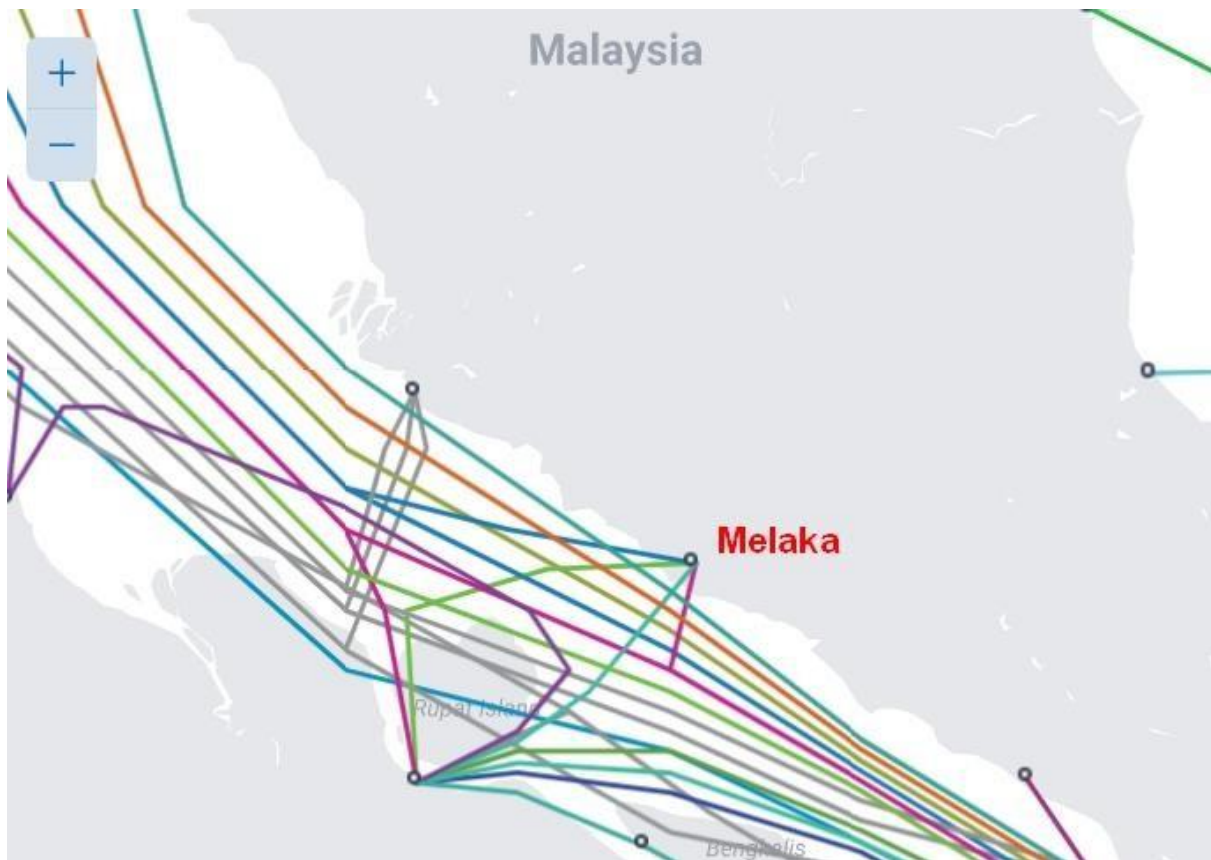 Malaysia
+
−
Melaka
Rupat Island
Bengkalis